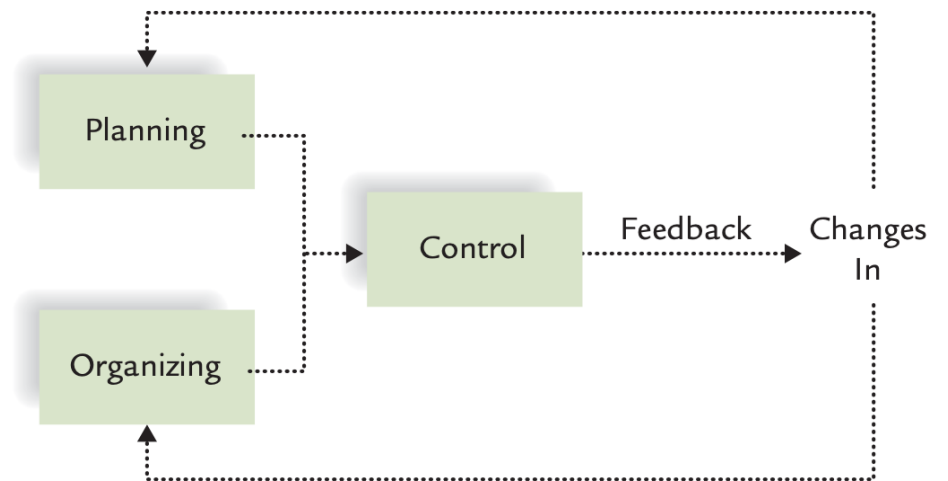 Planning
Control
Feedback
Changes
In
Organizing